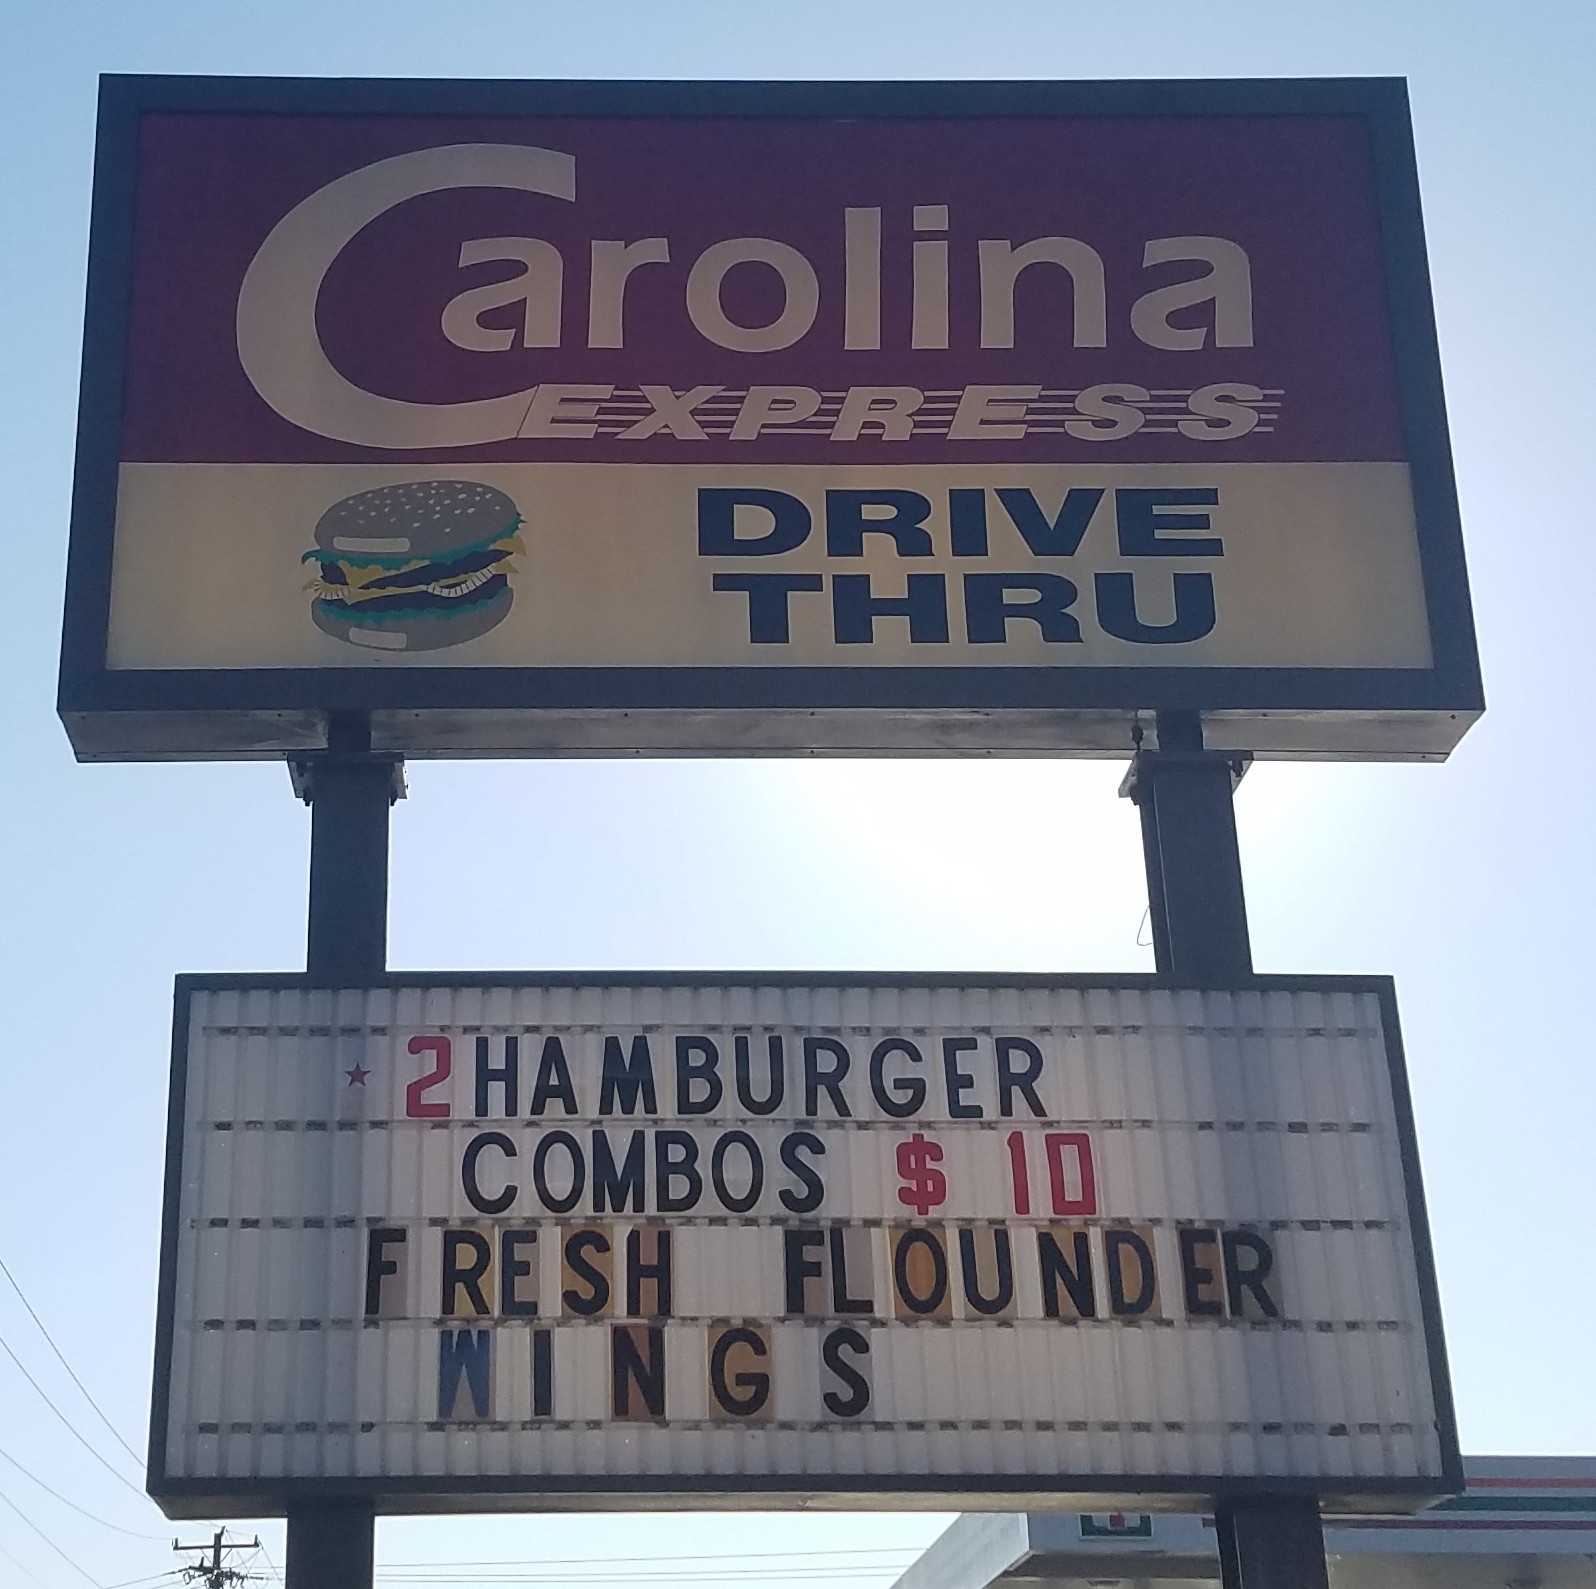 Carolina
EXPRESS
DRIVE
THRU
2 HAMBURGER
COMBOS $ 10
FRESH FLOUNDER
WINGS